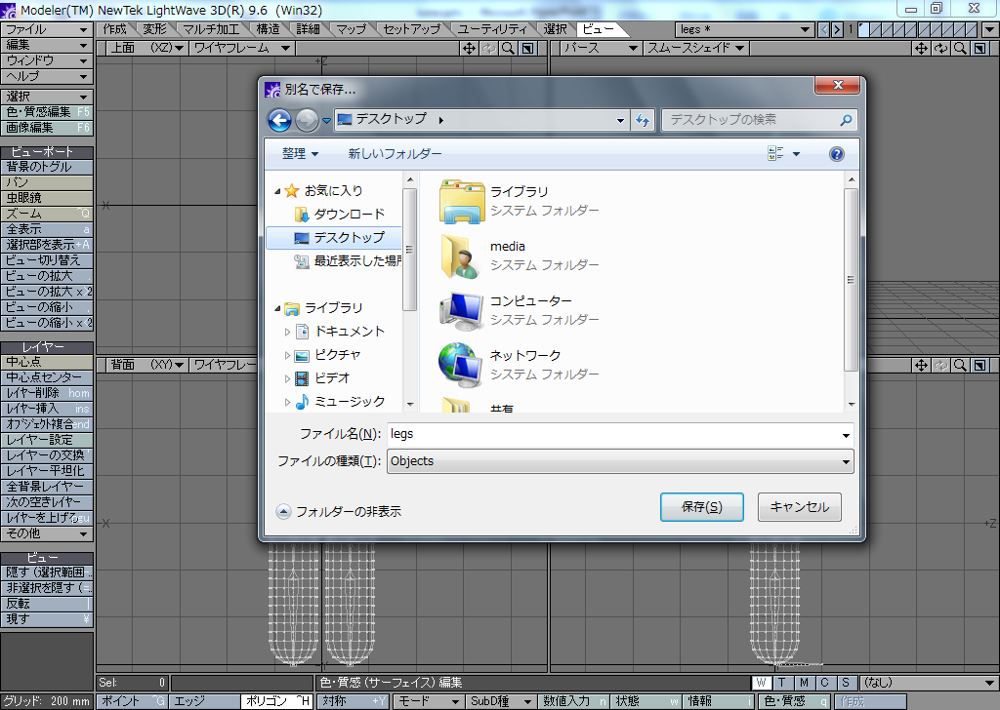 Modeler(TM) NewTek LightWave 3D(R) 9.6 (Win32)
ファイル 作成 変形 マルチ加工 構造 詳細 マップ セットアップ ユーティリティ 選択 ビュー legs * 1
編集 上面 (XZ) ワイヤフレーム パース スムースシェイド
ウィンドウ
ヘルプ
選択
色・質感編集 F5
画像編集 F6
ビューポート
背景のトグル
パン
虫眼鏡
ズーム ^Q
全表示 a
選択部を表示 +A
ビュー切り替え
ビューの拡大 .
ビューの拡大 x 2
ビューの縮小 ,
ビューの縮小 x 2
レイヤー
中心点
中心点センター
レイヤー削除 hom
レイヤー挿入 ins
オブジェクト複合 end
レイヤー設定
レイヤーの交換 '
レイヤー平坦化
全背景レイヤー
次の空きレイヤー
レイヤーを上げる pgu
その他
ビュー
隠す (選択範囲 -
非選択を隠す ( =
反転 |
現す ¥
別名で保存...
デスクトップ
デスクトップの検索
整理 新しいフォルダー
お気に入り
ダウンロード
デスクトップ
最近表示した場所
ライブラリ
ドキュメント
ピクチャ
ビデオ
ミュージック
ライブラリ
システム フォルダー
media
システム フォルダー
コンピューター
システム フォルダー
ネットワーク
システム フォルダー
共有
ファイル名(N): legs
ファイルの種類(T): Objects
フォルダーの非表示 保存(S) キャンセル
背面 (XY) ワイヤフレー
+Z
X
X
+Z
Sel: 0 色・質感 (サーフェイス) 編集 W T M C S (なし)
グリッド: 200 mm ポイント ^G エッジ ポリゴン ^H 対称 +Y モード SubD種 数値入力 n 状態 w 情報 i 色・質感 q 作成